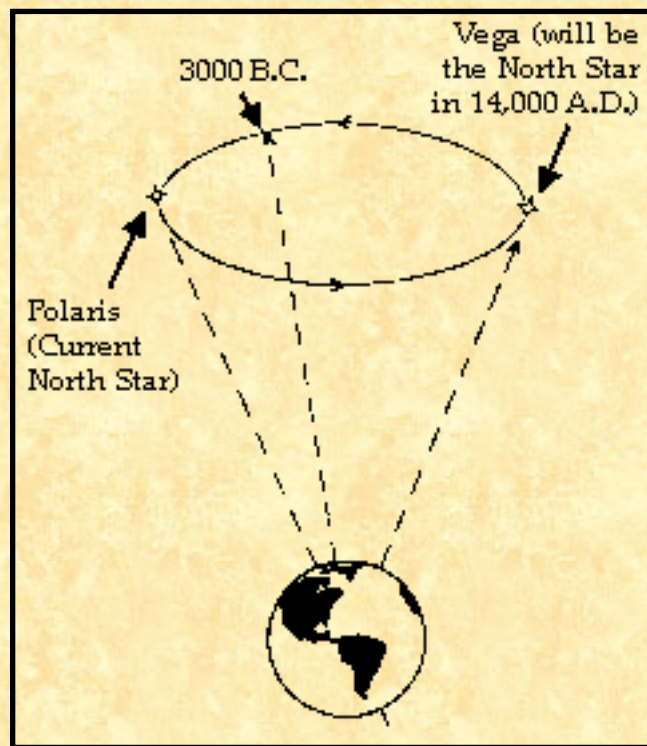 3000 B.C.
Vega (will be
the North Star
in 14,000 A.D.)
Polaris
(Current
North Star)